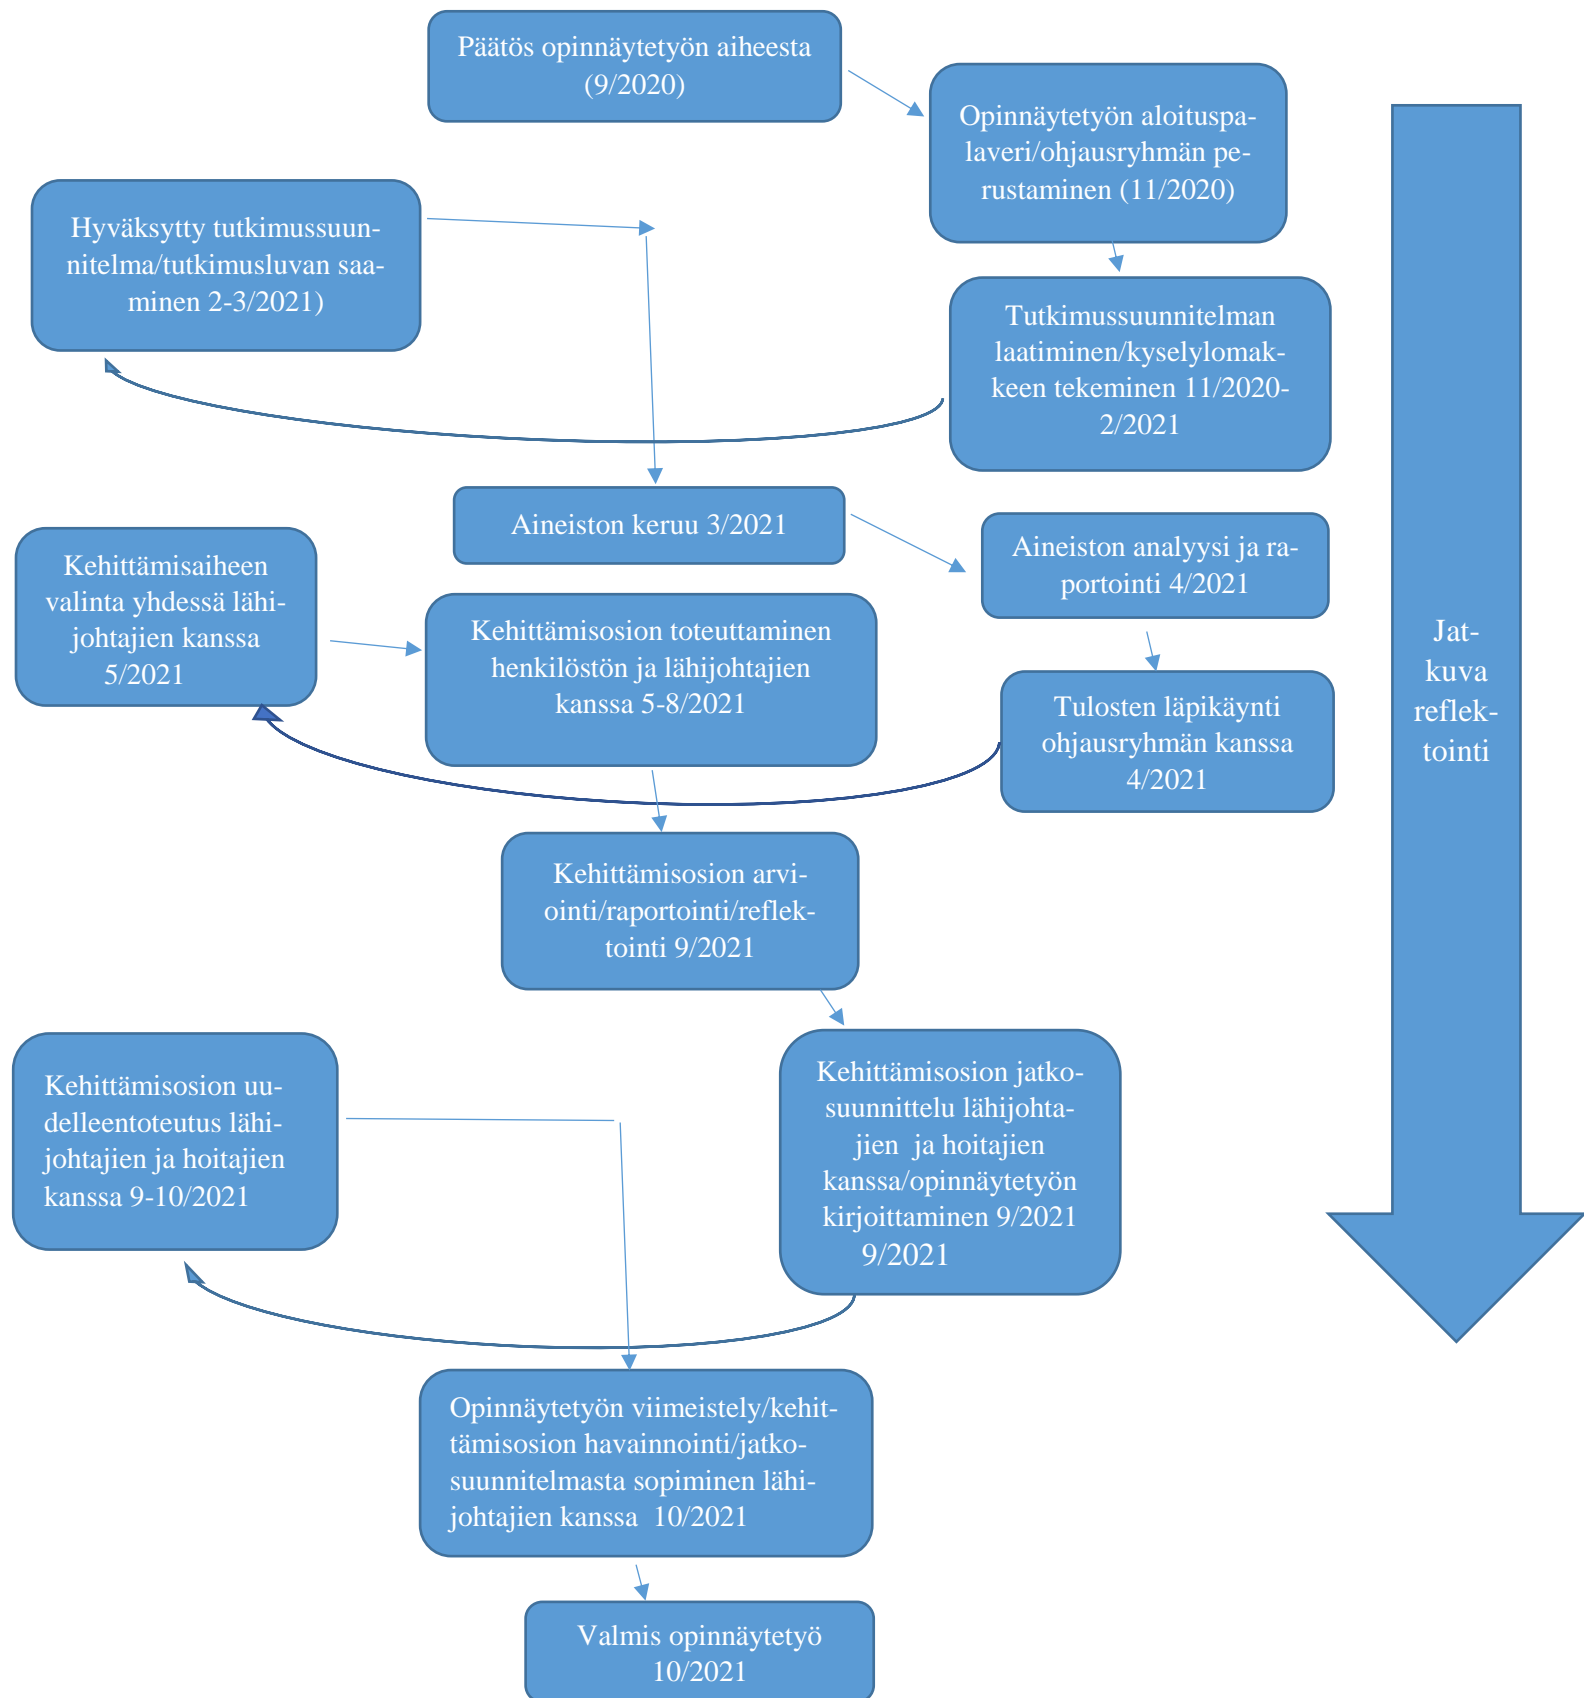 Päätös opinnäytetyön aiheesta
(9/2020)
Opinnäytetyön aloituspa-
laveri/ohjausryhmän pe-
rustaminen (11/2020)
Tutkimussuunnitelman
laatiminen/kyselylomak-
keen tekeminen 11/2020-
2/2021
Hyväksytty tutkimussuun-
nitelma/tutkimusluvan saa-
minen 2-3/2021)
Aineiston keruu 3/2021
Aineiston analyysi ja ra-
portointi 4/2021
Tulosten läpikäynti
ohjausryhmän kanssa
4/2021
Kehittämisaiheen
valinta yhdessä lähi-
johtajien kanssa
5/2021
Kehittämisosion toteuttaminen
henkilöstön ja lähijohtajien
kanssa 5-8/2021
Kehittämisosion arvi-
ointi/raportointi/reflek-
tointi 9/2021
Kehittämisosion jatko-
suunnittelu lähijohta-
jien  ja hoitajien
kanssa/opinnäytetyön
kirjoittaminen 9/2021
9/2021
Kehittämisosion uu-
delleentoteutus lähi-
johtajien ja hoitajien
kanssa 9-10/2021
Opinnäytetyön viimeistely/kehit-
tämisosion havainnointi/jatko-
suunnitelmasta sopiminen lähi-
johtajien kanssa  10/2021
Valmis opinnäytetyö
10/2021
Jat-
kuva
reflek-
tointi